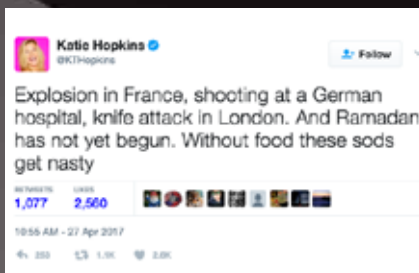 Katie Hopkins
@KTHopkins
Follow
Explosion in France, shooting at a German
hospital, knife attack in London. And Ramadan
has not yet begun. Without food these sods
get nasty
RETWEETS LIKES
1,077 2,560
10:55 AM - 27 Apr 2017